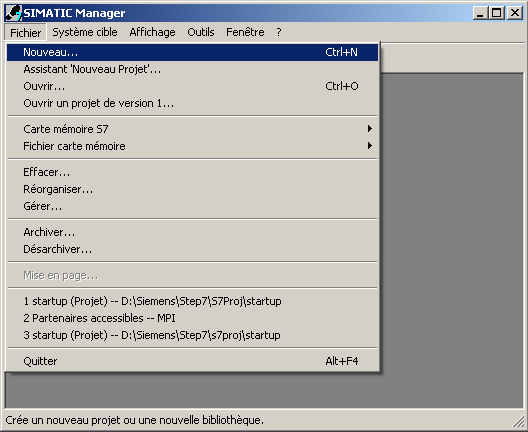 SIMATIC Manager
Fichier Système cible Affichage Outils Fenêtre ?
Nouveau... Ctrl+N
Assistant 'Nouveau Projet'...
Ouvrir... Ctrl+O
Ouvrir un projet de version 1...
Carte mémoire S7
Fichier carte mémoire
Effacer...
Réorganiser...
Gérer...
Archiver...
Désarchiver...
Mise en page...
1 startup (Projet) -- D:\Siemens\Step7\S7Proj\startup
2 Partenaires accessibles -- MPI
3 startup (Projet) -- D:\Siemens\Step7\s7proj\startup
Quitter Alt+F4
Crée un nouveau projet ou une nouvelle bibliothèque.